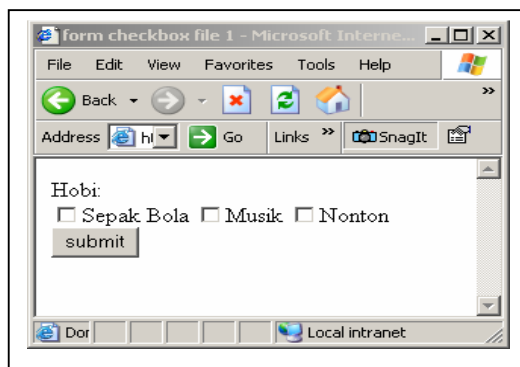 form checkbox file 1 - Microsoft Interne...
File Edit View Favorites Tools Help
Back »
Address Go Links » SnagIt
Hobi:
Sepak Bola Musik Nonton
submit
Local intranet